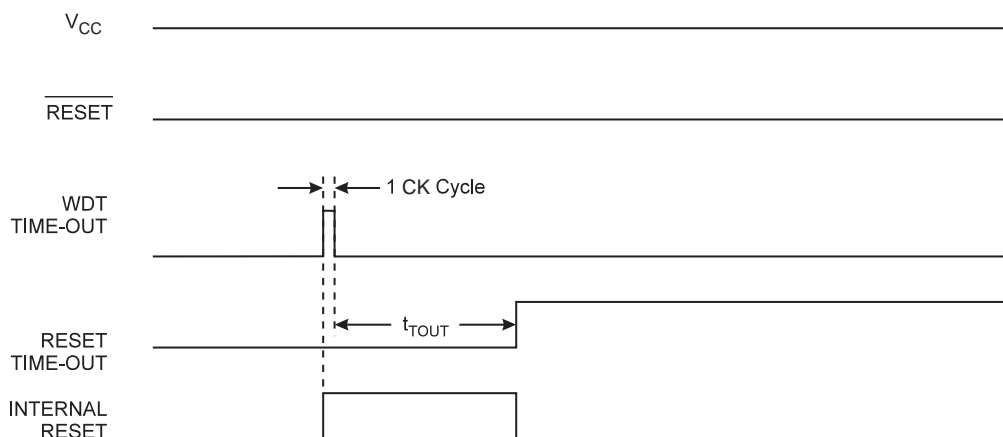 VCC
RESET
1 CK Cycle
WDT
TIME-OUT
tTOUT
RESET
TIME-OUT
INTERNAL
RESET